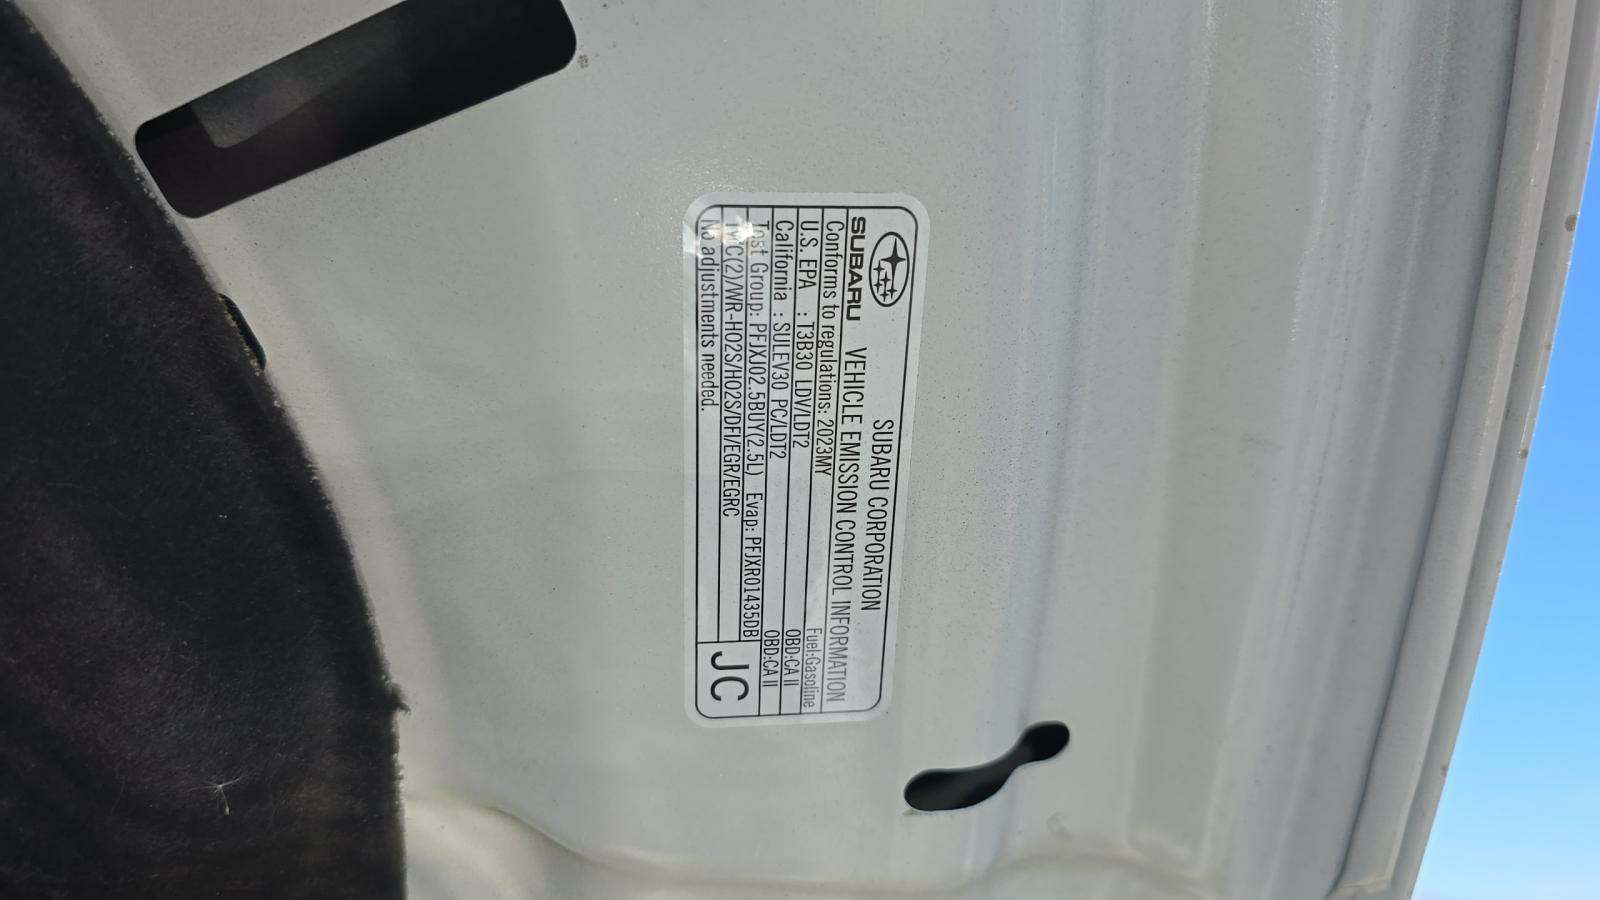 SUBARU CORPORATION
SUBARU VEHICLE EMISSION CONTROL INFORMATION
Conforms to regulations: 2023MY Fuel:Gasoline
U.S. EPA : T3B30 LDV/LDT2 OBD:CA II
California : SULEV30 PC/LDT2 OBD:CA II
Test Group: PFJXJ02.5BUY(2.5L) Evap: PFJXR01435DB
TWC(2)/WR-HO2S/HO2S/DFI/EGR/EGRC
No adjustments needed.
JC